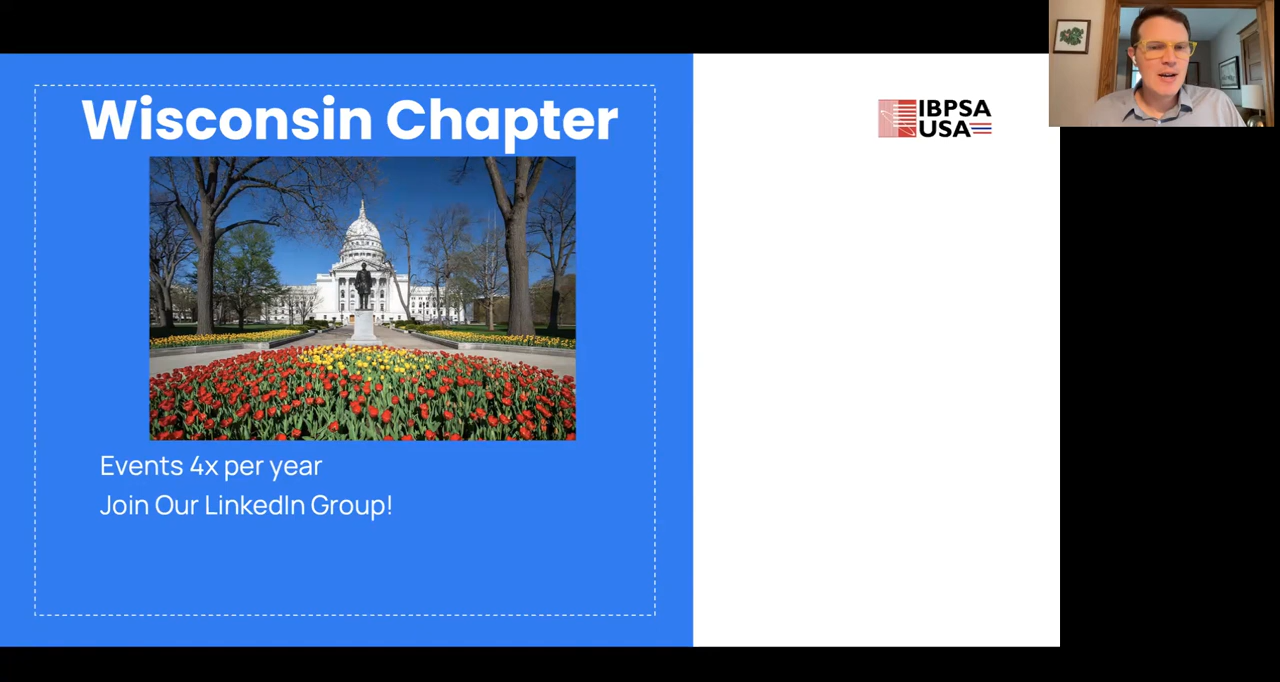 Wisconsin Chapter
Events 4x per year
Join Our LinkedIn Group!
IBPSA
USA